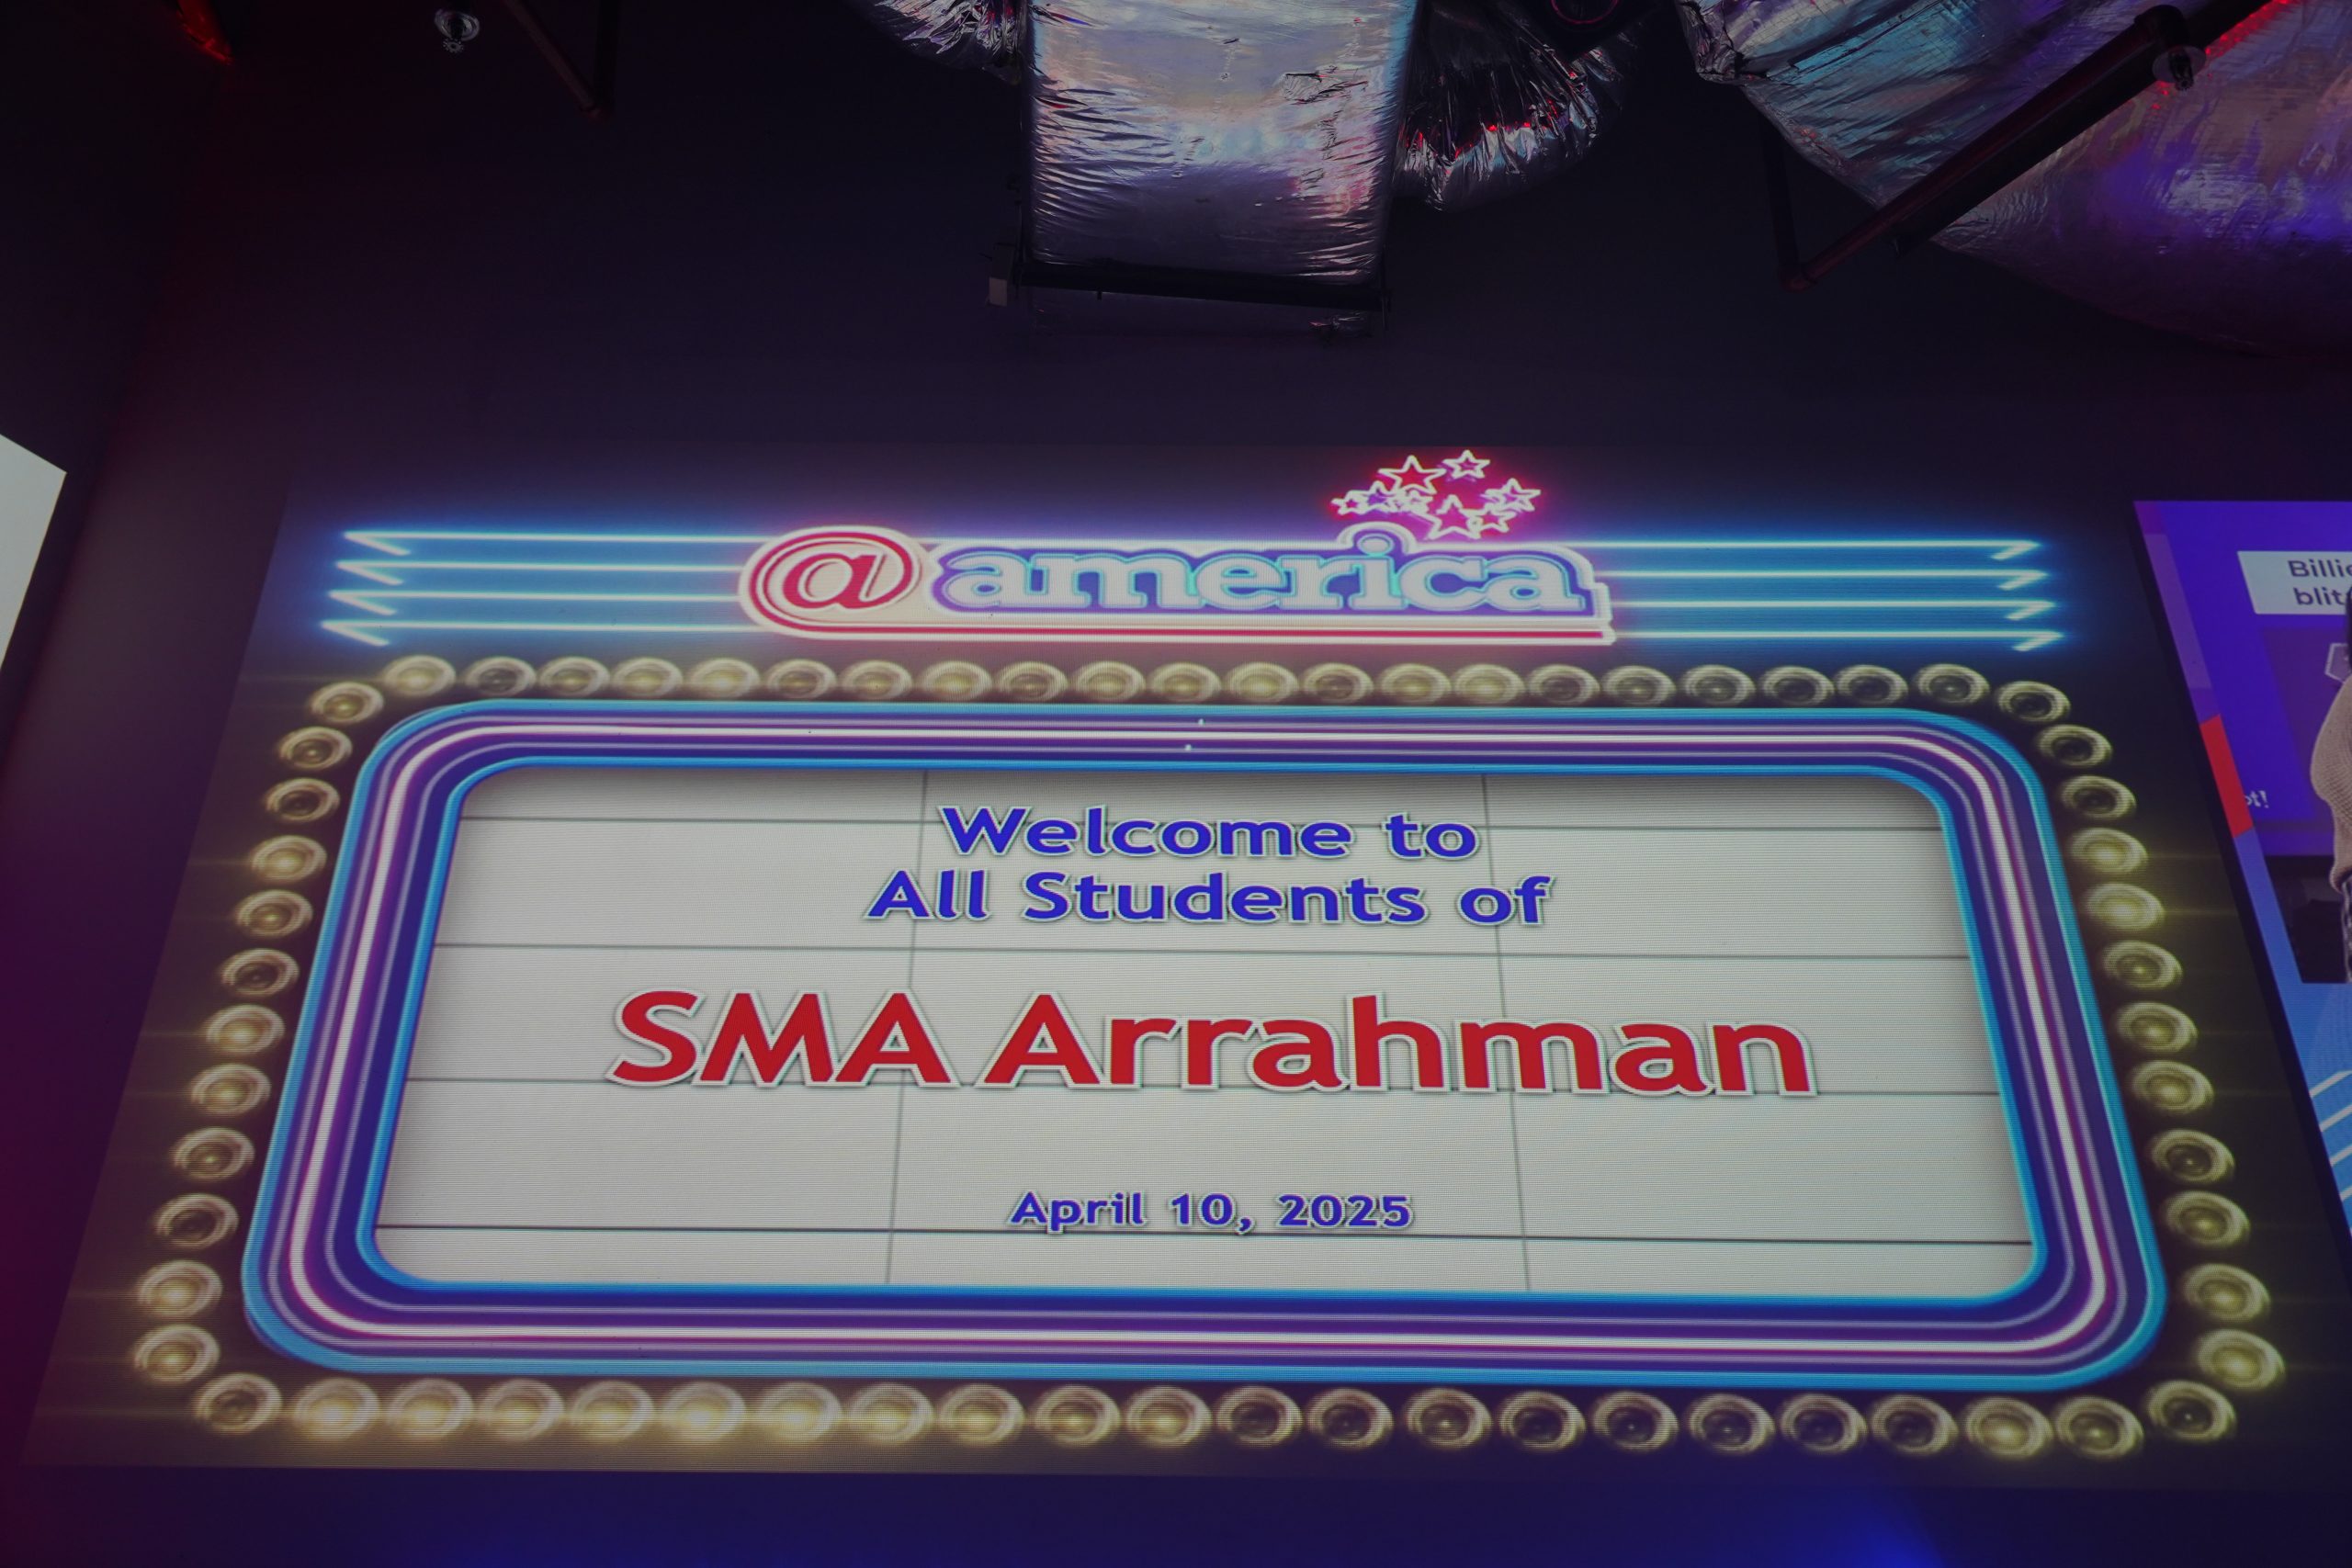 @america
Welcome to
All Students of
SMA Arrahman
April 10, 2025